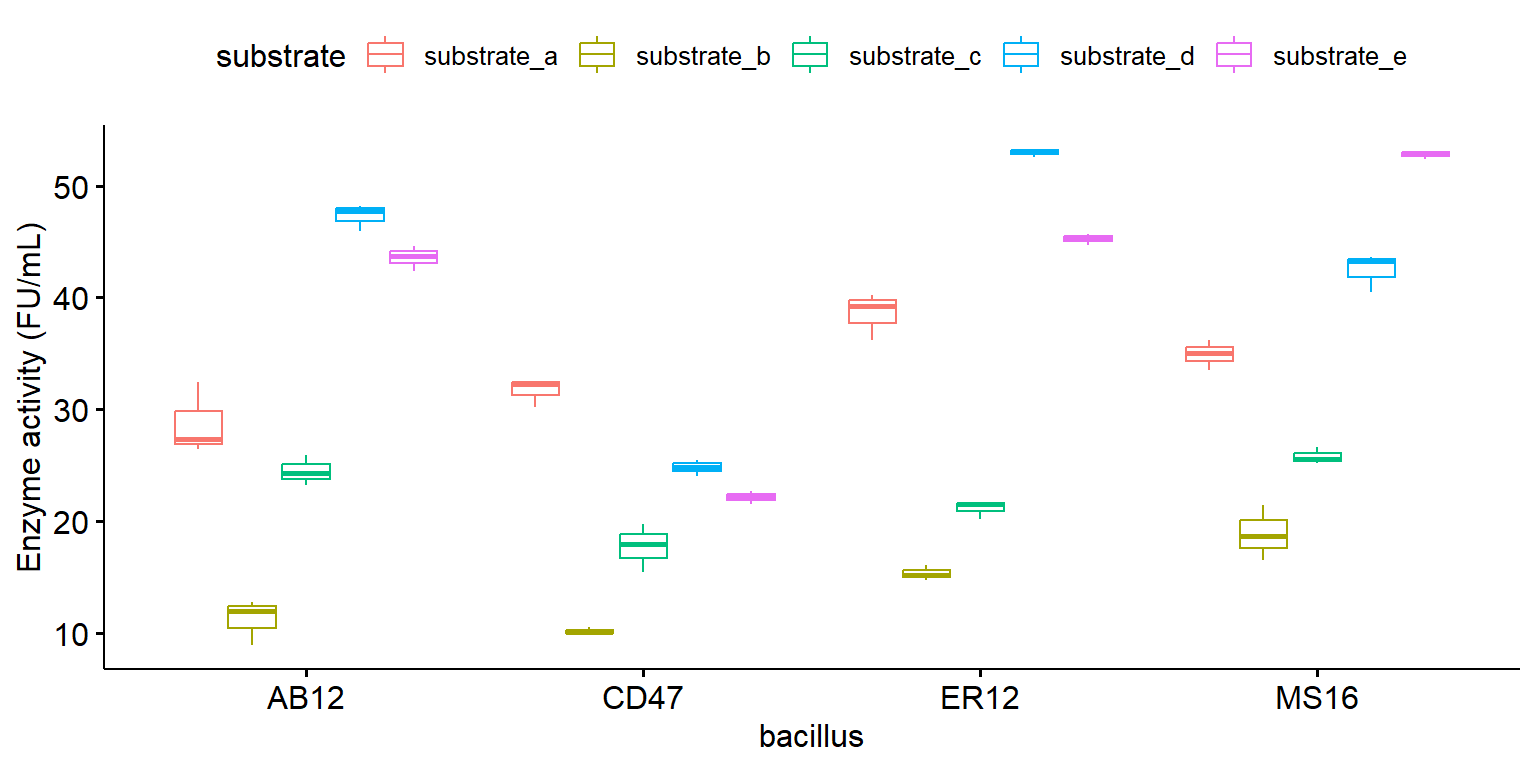 substrate substrate_a substrate_b substrate_c substrate_d substrate_e
Enzyme activity (FU/mL)
50
40
30
20
10
AB12 CD47 ER12 MS16
bacillus